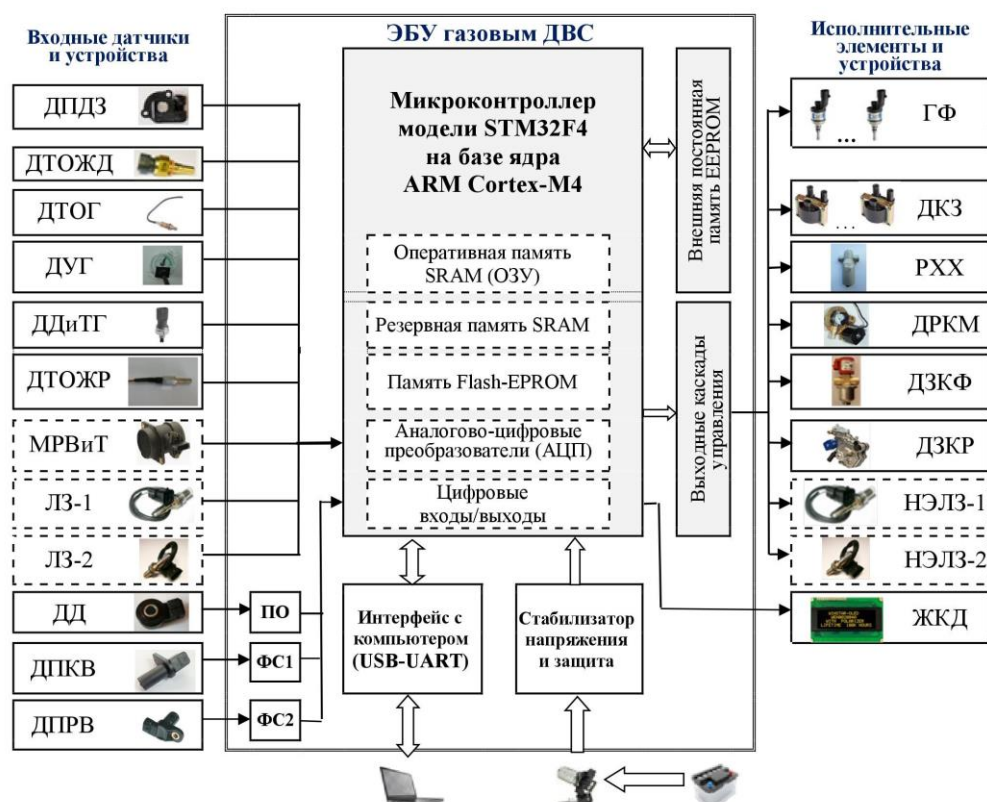 Входные датчики
и устройства
ДПДЗ
ДТОЖД
ДТОГ
ДУГ
ДДиТГ
ДТОЖР
МРВиТ
ЛЗ-1
ЛЗ-2
ДД
ДПКВ
ДПРВ
ПО
ФС1
ФС2
ЭБУ газовым ДВС
Микроконтроллер
модели STM32F4
на базе ядра
ARM Cortex-M4
Оперативная память
SRAM (ОЗУ)
Резервная память SRAM
Память Flash-EPROM
Аналогово-цифровые
преобразователи (АЦП)
Цифровые
входы/выходы
Интерфейс с
компьютером
(USB-UART)
Стабилизатор
напряжения
и защита
Внешняя постоянная
память EEPROM
Выходные каскады
управления
Исполнительные
элементы и
устройства
ГФ
...
ДКЗ
...
РХХ
ДРКМ
ДЗКФ
ДЗКР
НЭЛЗ-1
НЭЛЗ-2
ЖКД